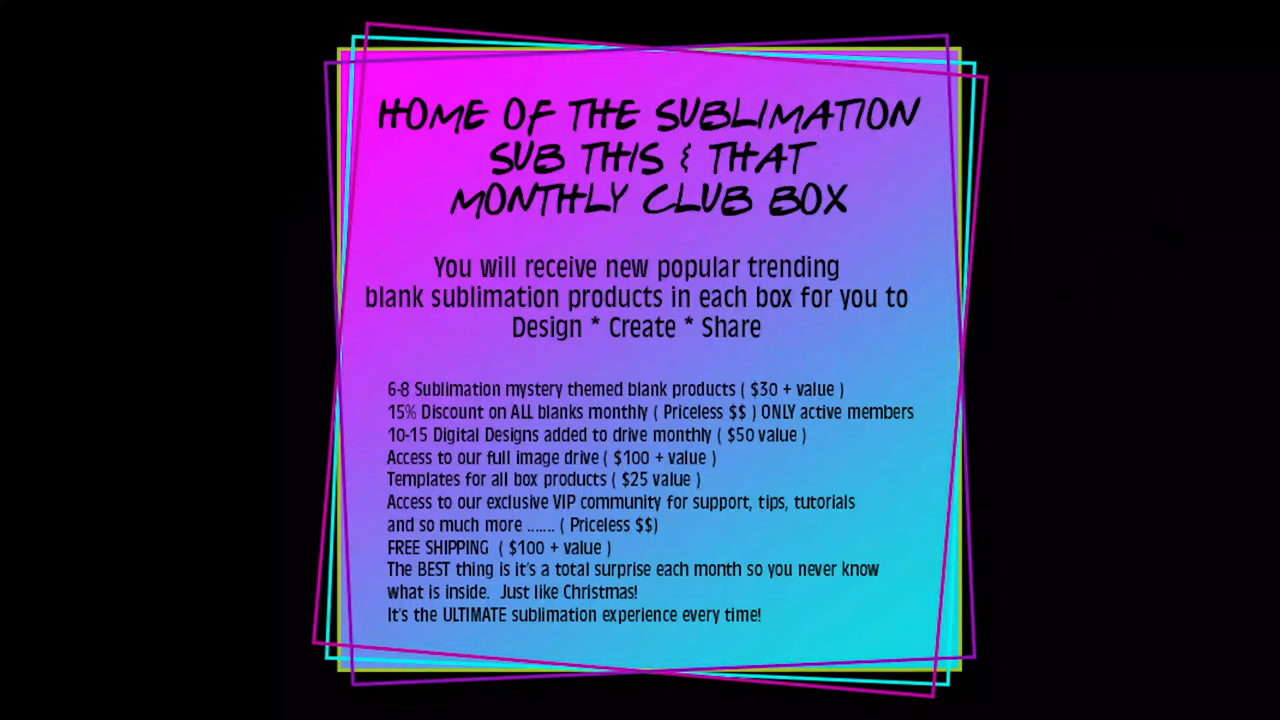 HOME OF THE SUBLIMATION
SUB THIS & THAT
MONTHLY CLUB BOX
You will receive new popular trending
blank sublimation products in each box for you to
Design * Create * Share
6-8 Sublimation mystery themed blank products ( $30 + value )
15% Discount on ALL blanks monthly ( Priceless $$ ) ONLY active members
10-15 Digital Designs added to drive monthly ( $50 value )
Access to our full image drive ( $100 + value )
Templates for all box products ( $25 value )
Access to our exclusive VIP community for support, tips, tutorials
and so much more ....... ( Priceless $$)
FREE SHIPPING  ( $100 + value )
The BEST thing is it's a total surprise each month so you never know
what is inside.  Just like Christmas!
It's the ULTIMATE sublimation experience every time!